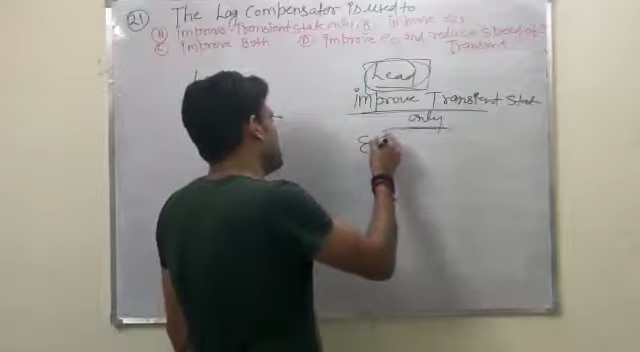 (21) The Lag Compensator is used to
(A) improve Transient state only, B improve ess
(C) improve Both (D) improve ess and reduce speed of
Transient
Lead
improve Transient State
only